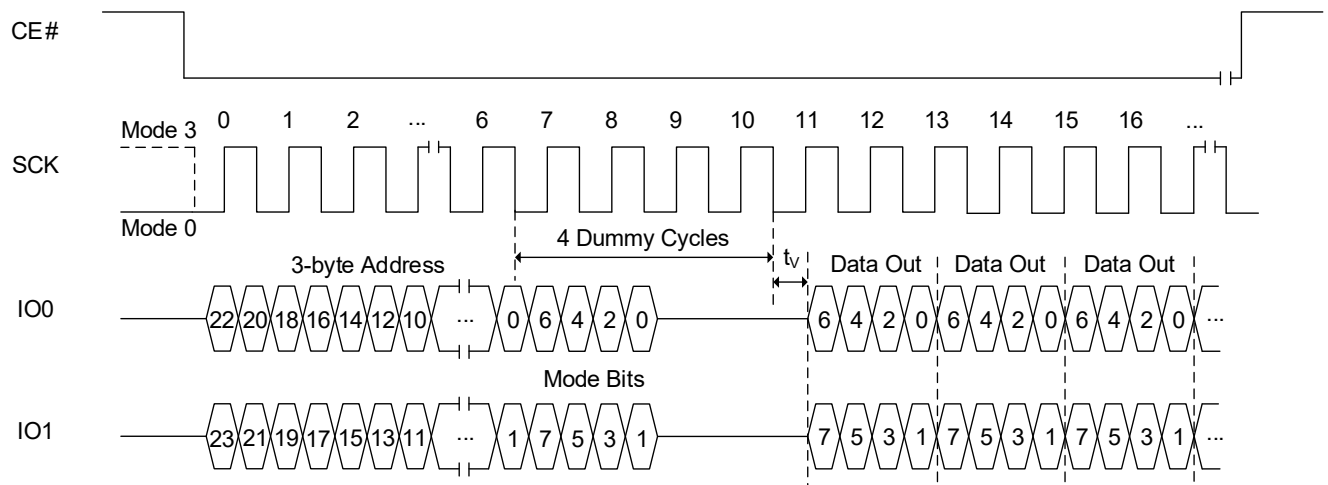 CE#
0 1 2 ... 6 7 8 9 10 11 12 13 14 15 16 ...
Mode 3
SCK
Mode 0
4 Dummy Cycles
3-byte Address tV Data Out Data Out Data Out
IO0 22 20 18 16 14 12 10 ... 0 6 4 2 0 6 4 2 0 6 4 2 0 6 4 2 0 ...
Mode Bits
IO1 23 21 19 17 15 13 11 ... 1 7 5 3 1 7 5 3 1 7 5 3 1 7 5 3 1 ...